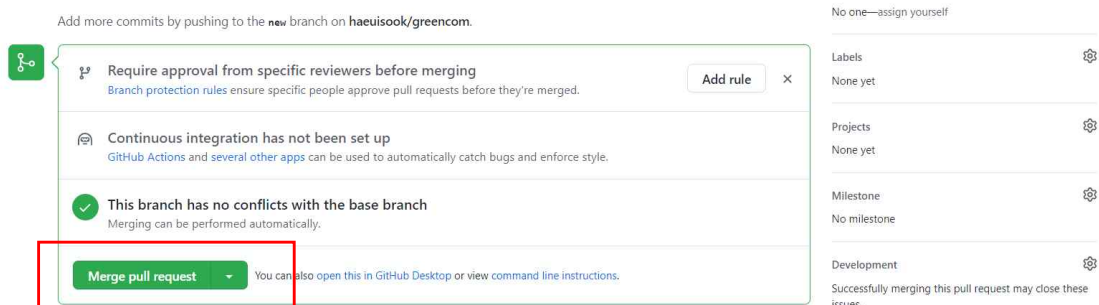 Add more commits by pushing to the new branch on haeuisook/greencom.
Require approval from specific reviewers before merging
Branch protection rules ensure specific people approve pull requests before they're merged.
Add rule
Continuous integration has not been set up
GitHub Actions and several other apps can be used to automatically catch bugs and enforce style.
This branch has no conflicts with the base branch
Merging can be performed automatically.
Merge pull request
You can also open this in GitHub Desktop or view command line instructions.
No one—assign yourself
Labels
None yet
Projects
None yet
Milestone
No milestone
Development
Successfully merging this pull request may close these
issues.